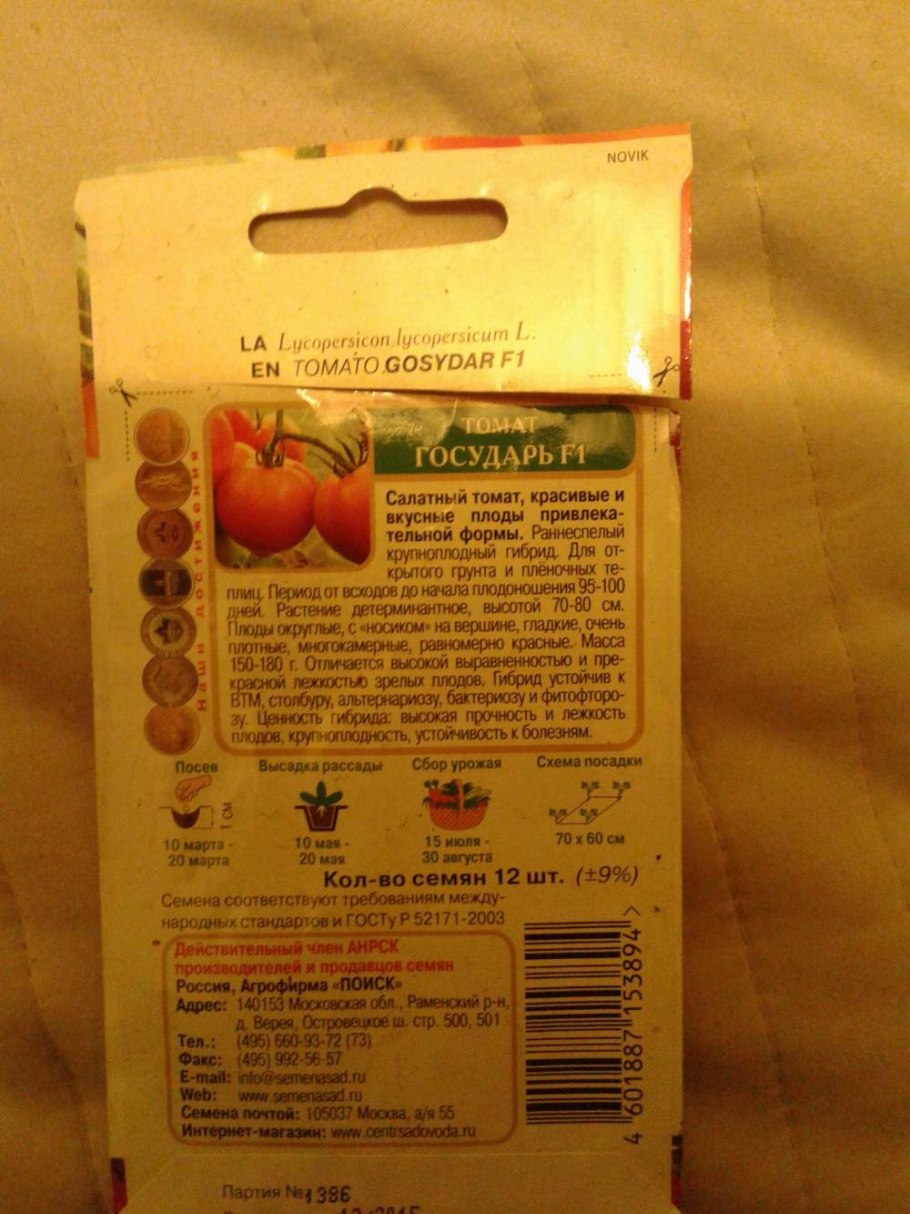 NOVIK
LA Lycopersicon lycopersicum L.
EN TOMATO GOSYDAR F1
Наши достижения
ТОМАТ
ГОСУДАРЬ F1
Салатный томат, красивые и
вкусные плоды привлека-
тельной формы. Раннеспелый
крупноплодный гибрид. Для от-
крытого грунта и плёночных те-
плиц. Период от всходов до начала плодоношения 95-100
дней. Растение детерминантное, высотой 70-80 см.
Плоды округлые, с «носиком» на вершине, гладкие, очень
плотные, многокамерные, равномерно красные. Масса
150-180 г. Отличается высокой выравненностью и пре-
красной лежкостью зрелых плодов. Гибрид устойчив к
ВТМ, столбуру, альтернариозу, бактериозу и фитофторо-
зу. Ценность гибрида: высокая прочность и лежкость
плодов, крупноплодность, устойчивость к болезням.
Посев Высадка рассады Сбор урожая Схема посадки
1 см
10 марта - 10 мая - 15 июля - 70 x 60 см
20 марта 20 мая 30 августа
Кол-во семян 12 шт. (±9%)
Семена соответствуют требованиям между-
народных стандартов и ГОСТу Р 52171-2003
Действительный член АНРСК
производителей и продавцов семян
Россия, Агрофирма «ПОИСК»
Адрес: 140153 Московская обл., Раменский р-н,
д. Верея, Островецкое ш. стр. 500, 501
Тел.: (495) 660-93-72 (73)
Факс: (495) 992-56-57
E-mail: info@semenasad.ru
Web: www.semenasad.ru
Семена почтой: 105037 Москва, а/я 55
Интернет-магазин: www.centrsadovoda.ru
4 601887 153894 >
Партия № 1386